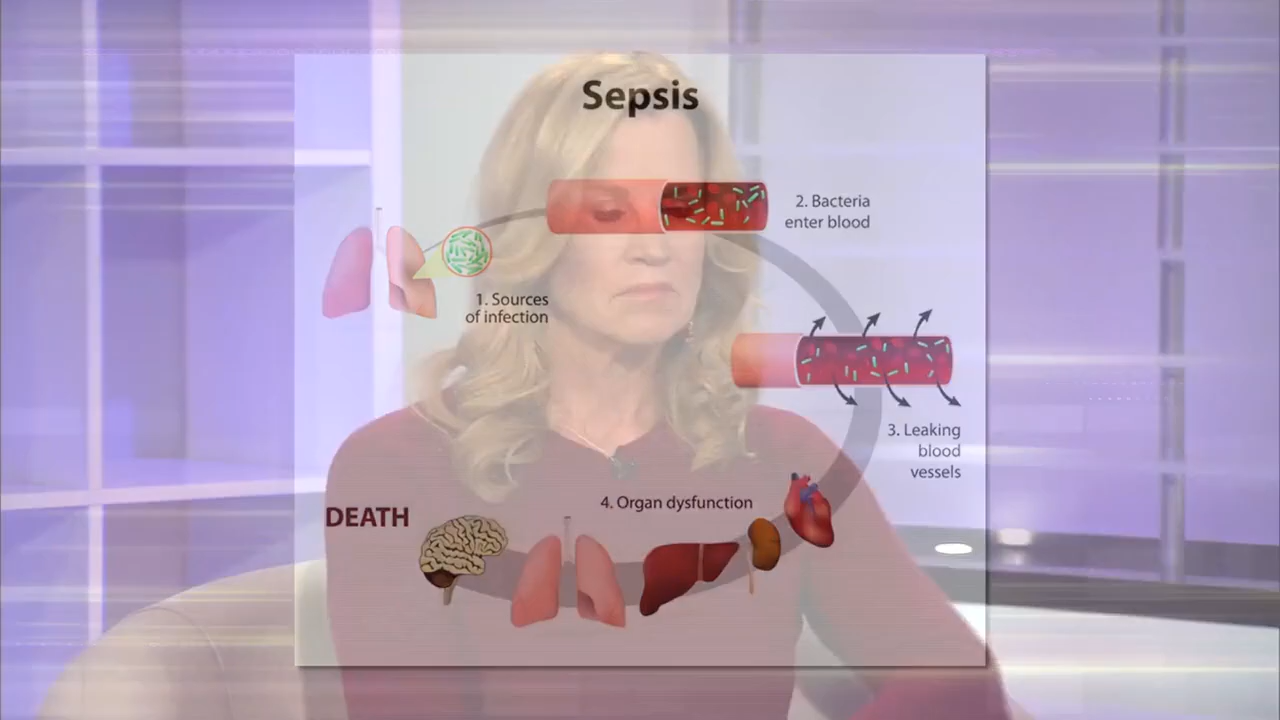 Sepsis
1. Sources
of infection
2. Bacteria
enter blood
3. Leaking
blood
vessels
4. Organ dysfunction
DEATH